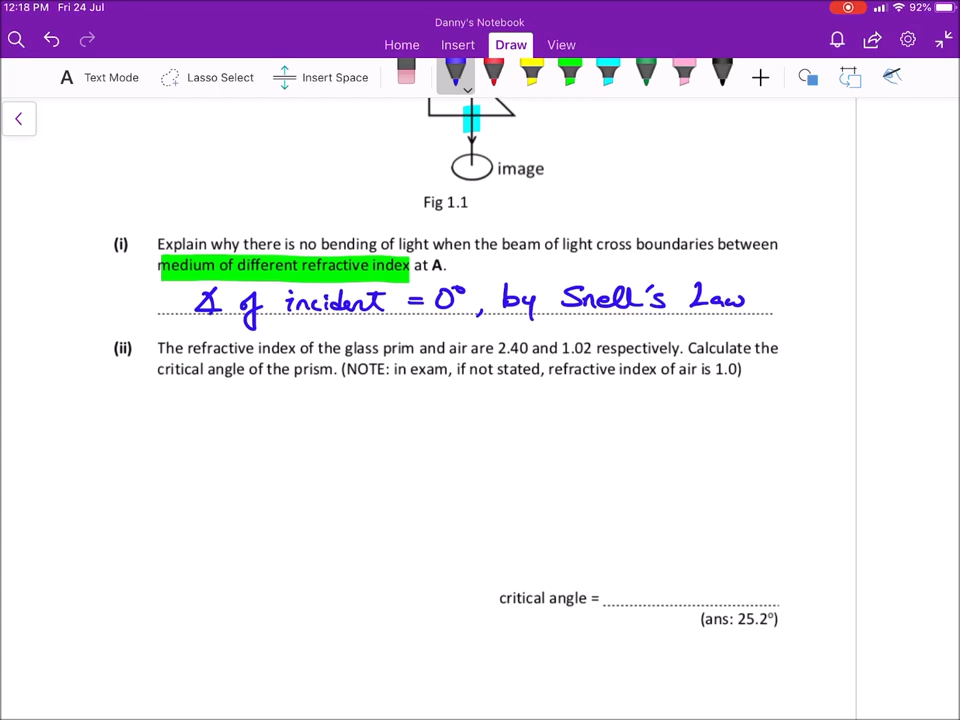 12:18 PM Fri 24 Jul
92%
Danny's Notebook
Home Insert Draw View
A Text Mode Lasso Select Insert Space
image
Fig 1.1
(i) Explain why there is no bending of light when the beam of light cross boundaries between
medium of different refractive index at A.
∡ of incident = 0°, by Snell's Law
(ii) The refractive index of the glass prim and air are 2.40 and 1.02 respectively. Calculate the
critical angle of the prism. (NOTE: in exam, if not stated, refractive index of air is 1.0)
critical angle =
(ans: 25.2°)